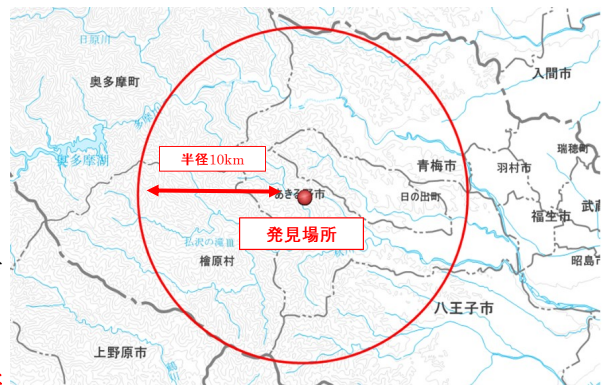 日原川
奥多摩町
入間市
奥多摩湖
半径10km
瑞穂町
青梅市
羽村市
あきる野市
日の出町
福生市
武蔵
発見場所
払沢の滝
檜原村
昭島市
八王子市
上野原市
鶴川